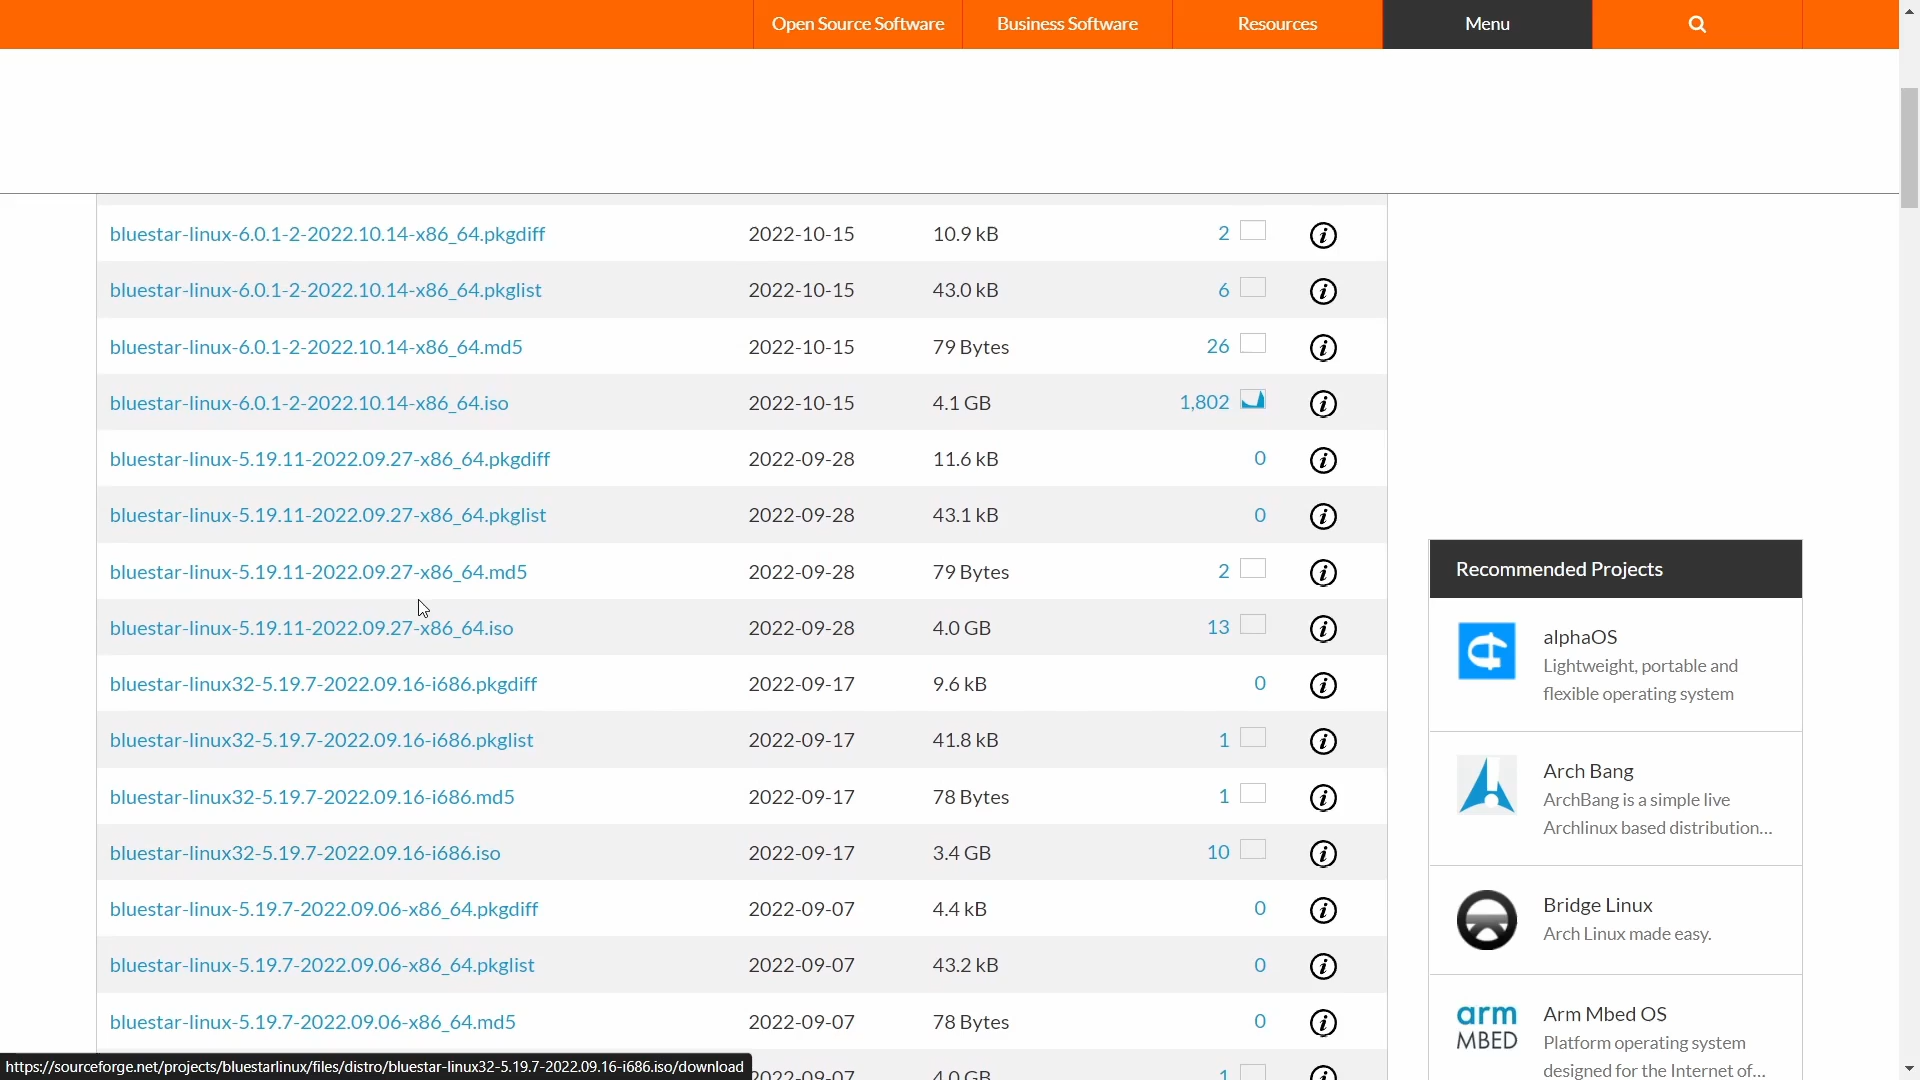 Open Source Software Business Software Resources Menu
bluestar-linux-6.0.1-2-2022.10.14-x86_64.pkgdiff 2022-10-15 10.9 kB 2
bluestar-linux-6.0.1-2-2022.10.14-x86_64.pkglist 2022-10-15 43.0 kB 6
bluestar-linux-6.0.1-2-2022.10.14-x86_64.md5 2022-10-15 79 Bytes 26
bluestar-linux-6.0.1-2-2022.10.14-x86_64.iso 2022-10-15 4.1 GB 1,802
bluestar-linux-5.19.11-2022.09.27-x86_64.pkgdiff 2022-09-28 11.6 kB 0
bluestar-linux-5.19.11-2022.09.27-x86_64.pkglist 2022-09-28 43.1 kB 0
bluestar-linux-5.19.11-2022.09.27-x86_64.md5 2022-09-28 79 Bytes 2
bluestar-linux-5.19.11-2022.09.27-x86_64.iso 2022-09-28 4.0 GB 13
bluestar-linux32-5.19.7-2022.09.16-i686.pkgdiff 2022-09-17 9.6 kB 0
bluestar-linux32-5.19.7-2022.09.16-i686.pkglist 2022-09-17 41.8 kB 1
bluestar-linux32-5.19.7-2022.09.16-i686.md5 2022-09-17 78 Bytes 1
bluestar-linux32-5.19.7-2022.09.16-i686.iso 2022-09-17 3.4 GB 10
bluestar-linux-5.19.7-2022.09.06-x86_64.pkgdiff 2022-09-07 4.4 kB 0
bluestar-linux-5.19.7-2022.09.06-x86_64.pkglist 2022-09-07 43.2 kB 0
bluestar-linux-5.19.7-2022.09.06-x86_64.md5 2022-09-07 78 Bytes 0
2022-09-07 4.0 GB 1
https://sourceforge.net/projects/bluestarlinux/files/distro/bluestar-linux32-5.19.7-2022.09.16-i686.iso/download
Recommended Projects
alphaOS
Lightweight, portable and
flexible operating system
Arch Bang
ArchBang is a simple live
Archlinux based distribution...
Bridge Linux
Arch Linux made easy.
arm
MBED
Arm Mbed OS
Platform operating system
designed for the Internet of...